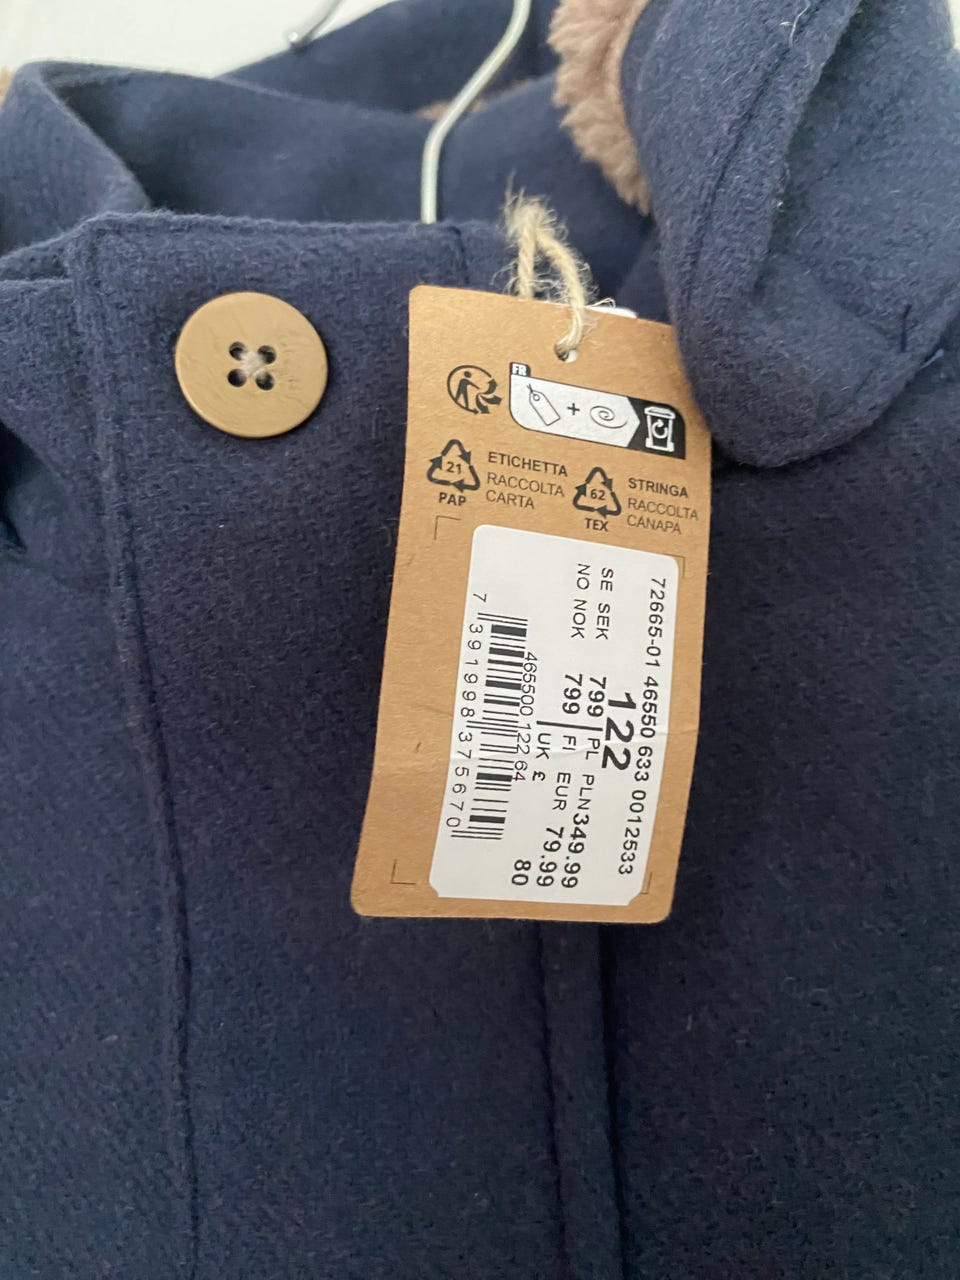 FR
21
PAP
ETICHETTA
RACCOLTA
CARTA
62
TEX
STRINGA
RACCOLTA
CANAPA
72665-01 46550 633 0012533
122
SE SEK 799 PL PLN 349.99
NO NOK 799 FI EUR 79.99
UK £ 80
465500 122 64
7 391998 375670